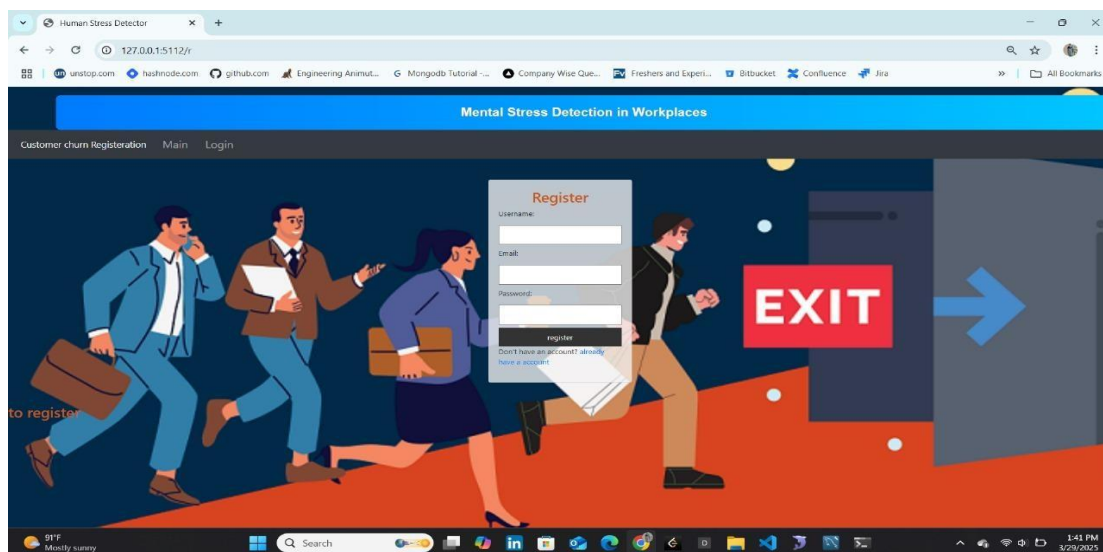 Human Stress Detector
127.0.0.1:5112/r
unstop.com hashnode.com github.com Engineering Animut... Mongodb Tutorial -... Company Wise Que... Freshers and Experi... Bitbucket Confluence Jira » All Bookmarks
Mental Stress Detection in Workplaces
Customer churn Registeration Main Login
Register
Username:
Email:
Password:
register
Don't have an account? already
have a account
EXIT
to register
91°F
Mostly sunny
Search
1:41 PM
3/29/2025